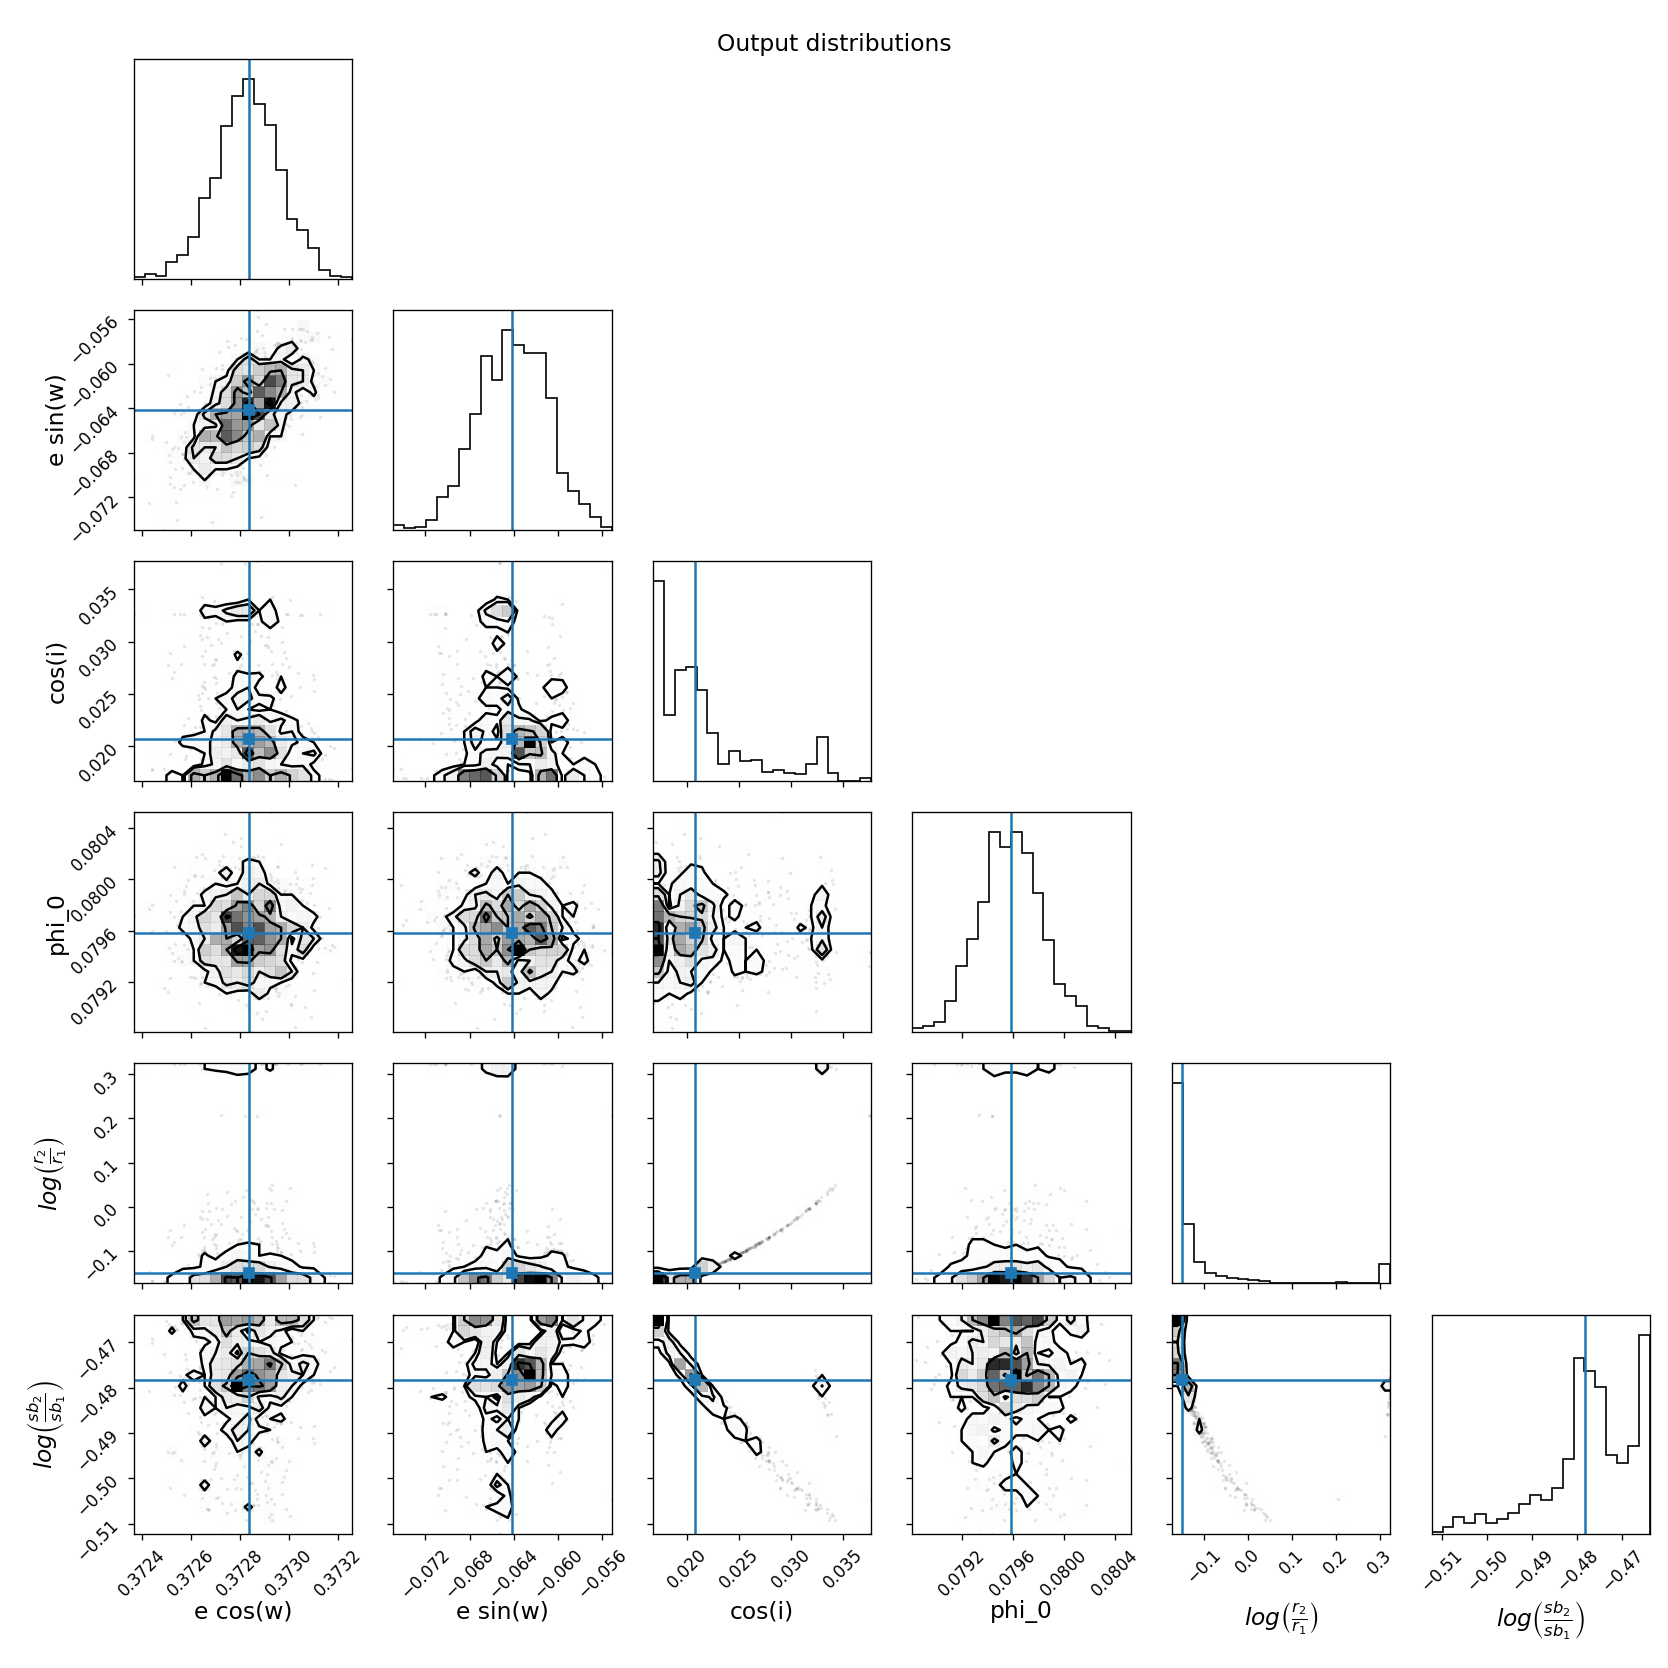 Output distributions
−0.056
−0.060
−0.064
−0.068
−0.072
e sin(w)
0.035
0.030
0.025
0.020
cos(i)
0.0804
0.0800
0.0796
0.0792
phi_0
0.3
0.2
0.1
0.0
−0.1
log(r2/r1)
−0.47
−0.48
−0.49
−0.50
−0.51
log(sb2/sb1)
0.3724 0.3726 0.3728 0.3730 0.3732
−0.072 −0.068 −0.064 −0.060 −0.056
0.020 0.025 0.030 0.035
0.0792 0.0796 0.0800 0.0804
−0.1 0.0 0.1 0.2 0.3
−0.51 −0.50 −0.49 −0.48 −0.47
e cos(w)
e sin(w)
cos(i)
phi_0
log(r2/r1)
log(sb2/sb1)